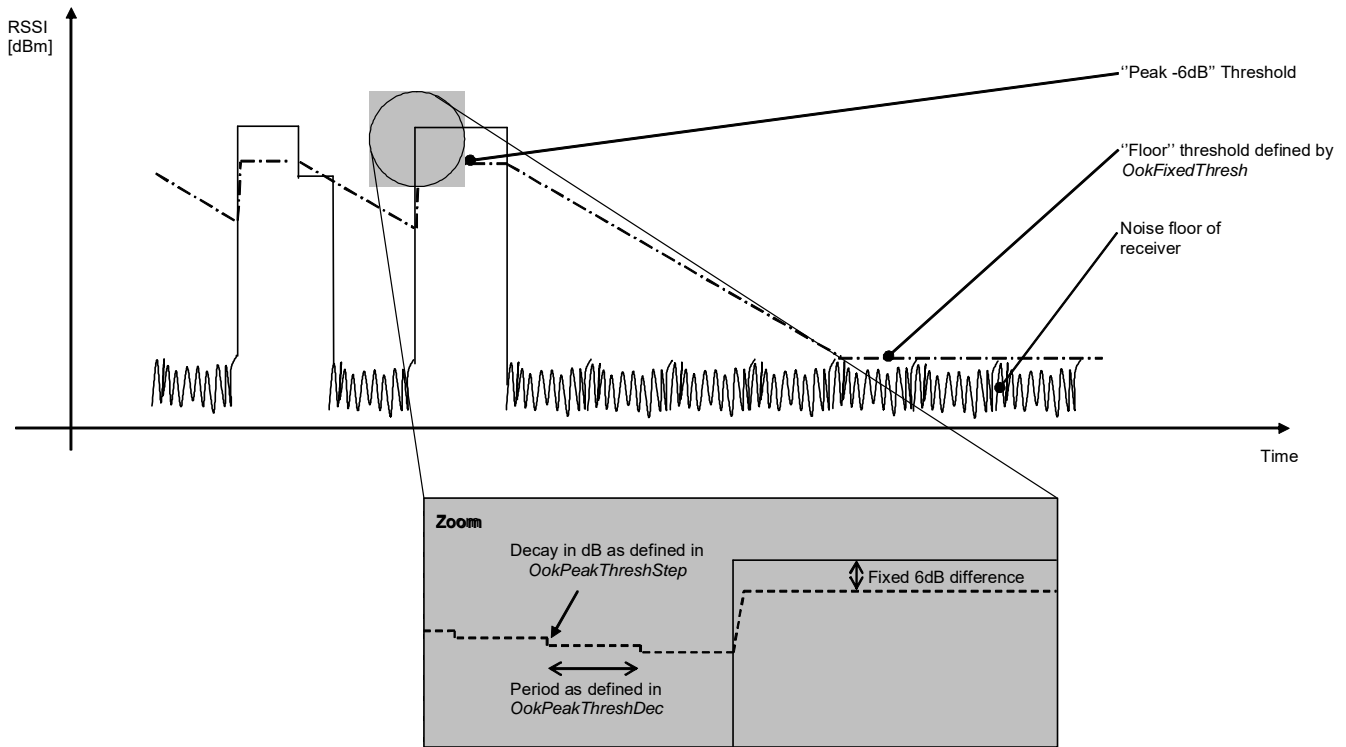 RSSI
[dBm]
‘’Peak -6dB’’ Threshold
‘’Floor’’ threshold defined by
OokFixedThresh
Noise floor of
receiver
Time
Zoom
Decay in dB as defined in
OokPeakThreshStep
Fixed 6dB difference
Period as defined in
OokPeakThreshDec